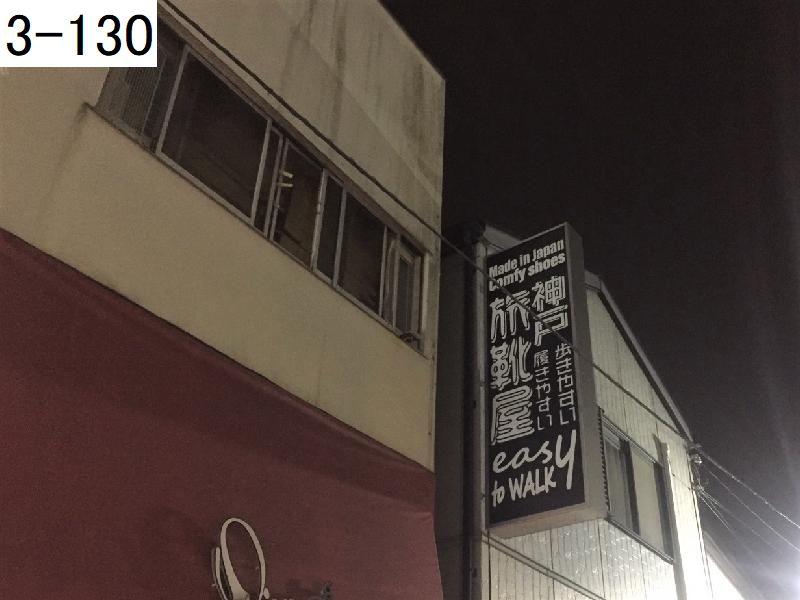 3-130
Made in Japan
Comfy shoes
神戸
旅靴屋
歩きやすい
履きやすい
easy
to WALK